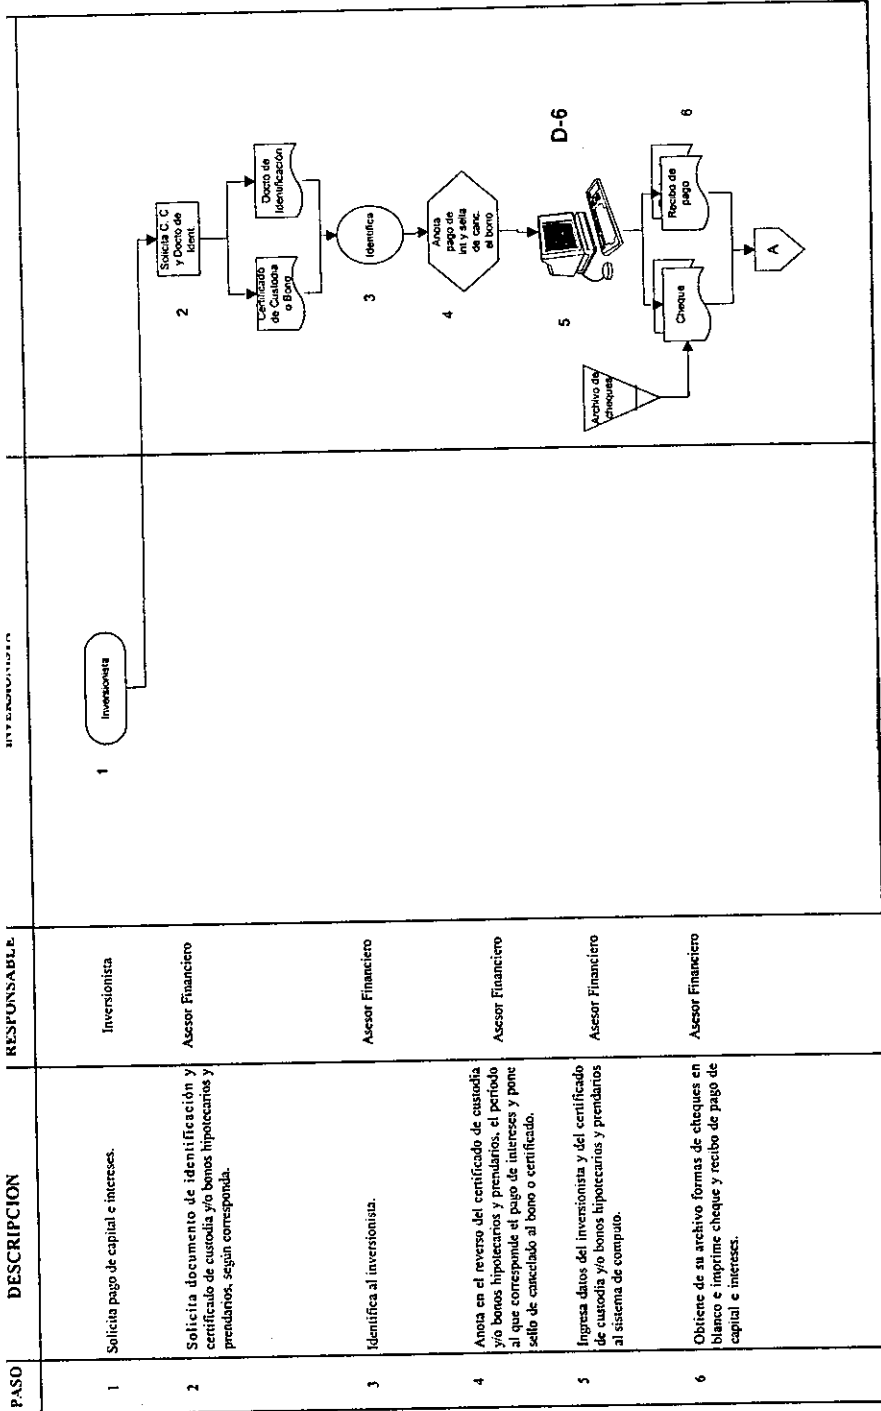 PASO
DESCRIPCION
RESPONSABLE
INVERSIONISTA
1
Solicita pago de capital e intereses.
Inversionista
2
Solicita documento de identificación y
certificado de custodia y/o bonos hipotecarios y
prendarios, según corresponda.
Asesor Financiero
3
Identifica al inversionista.
Asesor Financiero
4
Anota en el reverso del certificado de custodia
y/o bonos hipotecarios y prendarios, el período
al que corresponde el pago de intereses y pone
sello de cancelado al bono o certificado.
Asesor Financiero
5
Ingresa datos del inversionista y del certificado
de custodia y/o bonos hipotecarios y prendarios
al sistema de computo.
Asesor Financiero
6
Obtiene de su archivo formas de cheques en
blanco e imprime cheque y recibo de pago de
capital e intereses.
Asesor Financiero
1
Inversionista
2
Solicita C. C
y Docto de
Ident.
Certificado
de Custodia
o Bono
Docto de
Identificación
3
Identifica
4
Anota
pago de
int y sella
de canc.
el bono
5
D-6
Archivo de
cheques
Cheque
Recibo de
pago
6
A